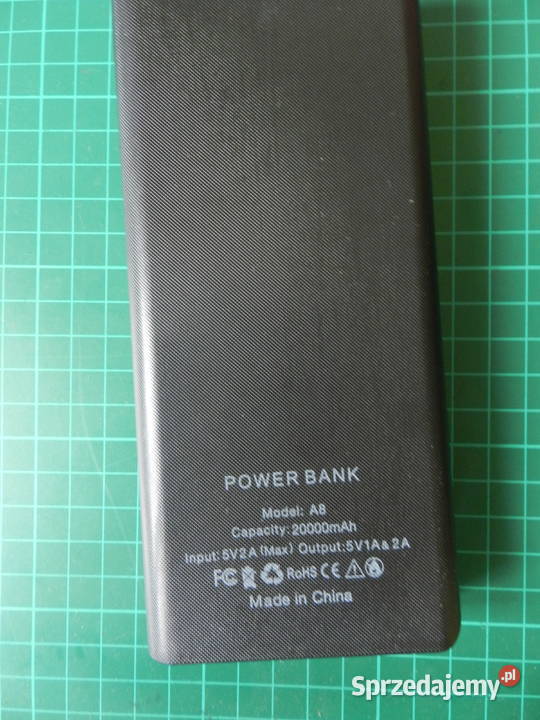 POWER BANK
Model: A8
Capacity:20000mAh
Input:5V2A (Max) Output:5V1A&2A
FC RoHS CE
Made in China
Sprzedajemy.pl